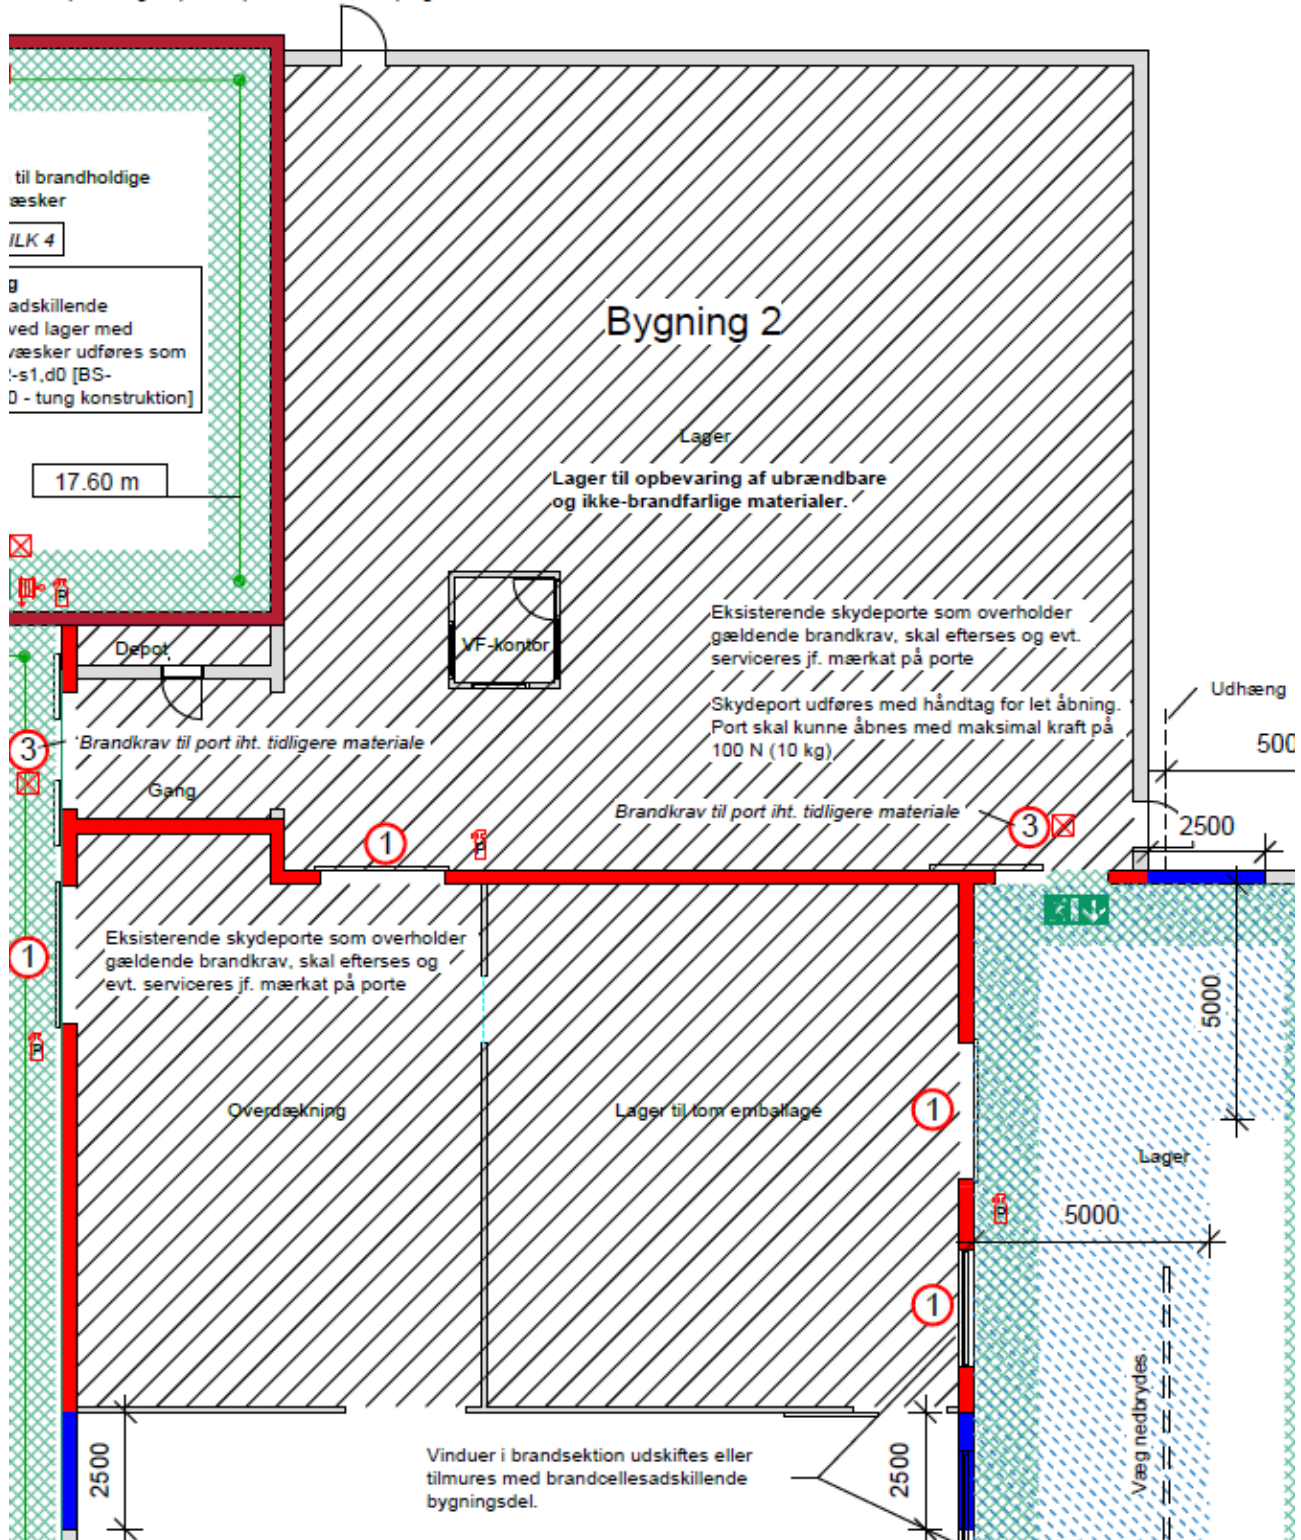 til brandholdige
væsker
ILK 4
g
adskillende
ved lager med
væsker udføres som
2-s1,d0 [BS-
0 - tung konstruktion]
17.60 m
Bygning 2
Lager
Lager til opbevaring af ubrændbare
og ikke-brandfarlige materialer.
VF-kontor
Depot
Eksisterende skydeporte som overholder
gældende brandkrav, skal efterses og evt.
serviceres jf. mærkat på porte
Skydeport udføres med håndtag for let åbning.
Port skal kunne åbnes med maksimal kraft på
100 N (10 kg)
Udhæng
500
3
Brandkrav til port iht. tidligere materiale
Gang
Brandkrav til port iht. tidligere materiale
3
2500
1
P
P
Eksisterende skydeporte som overholder
gældende brandkrav, skal efterses og
evt. serviceres jf. mærkat på porte
1
P
5000
Overdækning
Lager til tom emballage
1
Lager
P
5000
1
Væg nedbrydes
2500
Vinduer i brandsektion udskiftes eller
tilmures med brandcellesadskillende
bygningsdel.
2500